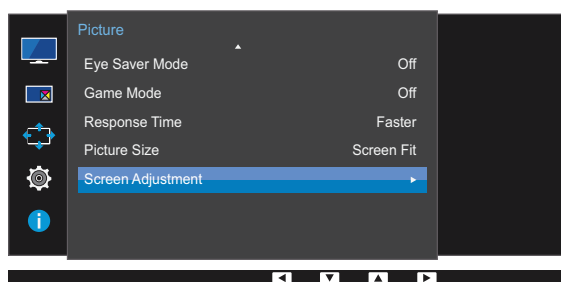 Picture
Eye Saver Mode Off
Game Mode Off
Response Time Faster
Picture Size Screen Fit
Screen Adjustment